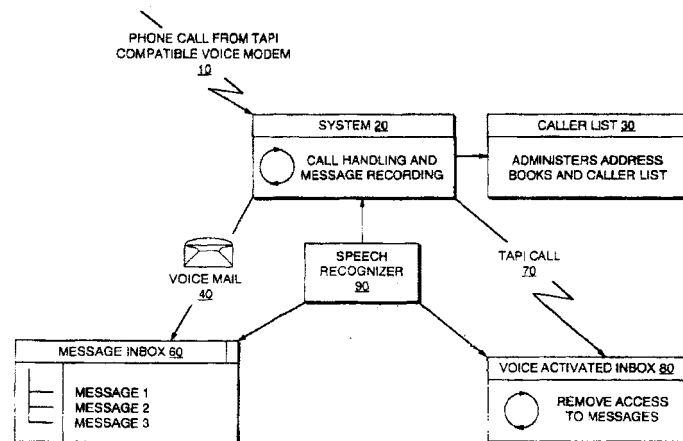 PHONE CALL FROM TAPI
COMPATIBLE VOICE MODEM
10
SYSTEM 20
CALL HANDLING AND
MESSAGE RECORDING
CALLER LIST 30
ADMINISTERS ADDRESS
BOOKS AND CALLER LIST
VOICE MAIL
40
SPEECH
RECOGNIZER
90
TAPI CALL
70
MESSAGE INBOX 60
MESSAGE 1
MESSAGE 2
MESSAGE 3
VOICE ACTIVATED INBOX 80
REMOVE ACCESS
TO MESSAGES